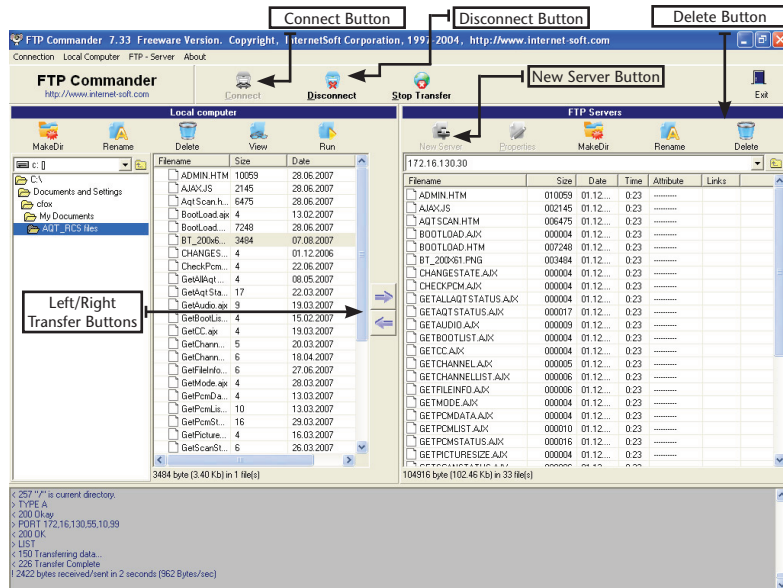 Connect Button
Disconnect Button
Delete Button
FTP Commander 7.33 Freeware Version. Copyright, InternetSoft Corporation, 1997-2004, http://www.internet-soft.com
Connection Local Computer FTP - Server About
FTP Commander
http://www.internet-soft.com
Connect
Disconnect
Stop Transfer
New Server Button
Exit
Local computer
FTP Servers
MakeDir
Rename
Delete
View
Run
New Server
Properties
MakeDir
Rename
Delete
c: []
C:\
Documents and Settings
cfox
My Documents
AQT_RCS files
Left/Right
Transfer Buttons
Filename Size Date
ADMIN.HTM 10059 28.06.2007
AJAX.JS 2145 28.06.2007
AqtScan.h... 6475 28.06.2007
BootLoad.ajx 4 13.02.2007
BootLoad.... 7248 28.06.2007
BT_200x6... 3484 07.08.2007
CHANGES... 4 01.12.2006
CheckPcm... 4 22.06.2007
GetAllAqt... 4 08.05.2007
GetAqtSta... 17 22.03.2007
GetAudio.ajx 9 19.03.2007
GetBootLis... 4 15.02.2007
GetCC.ajx 4 19.03.2007
GetChann... 5 20.03.2007
GetChann... 6 18.04.2007
GetFileInfo... 6 27.06.2007
GetMode.ajx 4 28.03.2007
GetPcmDa... 4 13.03.2007
GetPcmLis... 10 13.03.2007
GetPcmSt... 16 29.03.2007
GetPicture... 4 16.03.2007
GetScanSt... 6 26.03.2007
3484 byte (3.40 Kb) in 1 file(s)
172.16.130.30
Filename Size Date Time Attribute Links
ADMIN.HTM 010059 01.12.... 0:23 ----------
AJAX.JS 002145 01.12.... 0:23 ----------
AQTSCAN.HTM 006475 01.12.... 0:23 ----------
BOOTLOAD.AJX 000004 01.12.... 0:23 ----------
BOOTLOAD.HTM 007248 01.12.... 0:23 ----------
BT_200X61.PNG 003484 01.12.... 0:23 ----------
CHANGESTATE.AJX 000004 01.12.... 0:23 ----------
CHECKPCM.AJX 000004 01.12.... 0:23 ----------
GETALLAQTSTATUS.AJX 000004 01.12.... 0:23 ----------
GETAQTSTATUS.AJX 000017 01.12.... 0:23 ----------
GETAUDIO.AJX 000009 01.12.... 0:23 ----------
GETBOOTLIST.AJX 000004 01.12.... 0:23 ----------
GETCC.AJX 000004 01.12.... 0:23 ----------
GETCHANNEL.AJX 000005 01.12.... 0:23 ----------
GETCHANNELLIST.AJX 000006 01.12.... 0:23 ----------
GETFILEINFO.AJX 000006 01.12.... 0:23 ----------
GETMODE.AJX 000004 01.12.... 0:23 ----------
GETPCMDATA.AJX 000004 01.12.... 0:23 ----------
GETPCMLIST.AJX 000010 01.12.... 0:23 ----------
GETPCMSTATUS.AJX 000016 01.12.... 0:23 ----------
GETPICTURESIZE.AJX 000004 01.12.... 0:23 ----------
GETSCANSTATUS.AJX 000006 01.12.... 0:23
104916 byte (102.46 Kb) in 33 file(s)
< 257 "/" is current directory.
> TYPE A
< 200 Okay
> PORT 172,16,130,55,10,99
< 200 OK
> LIST
< 150 Transferring data...
< 226 Transfer Complete
! 2422 bytes received/sent in 2 seconds (962 Bytes/sec)